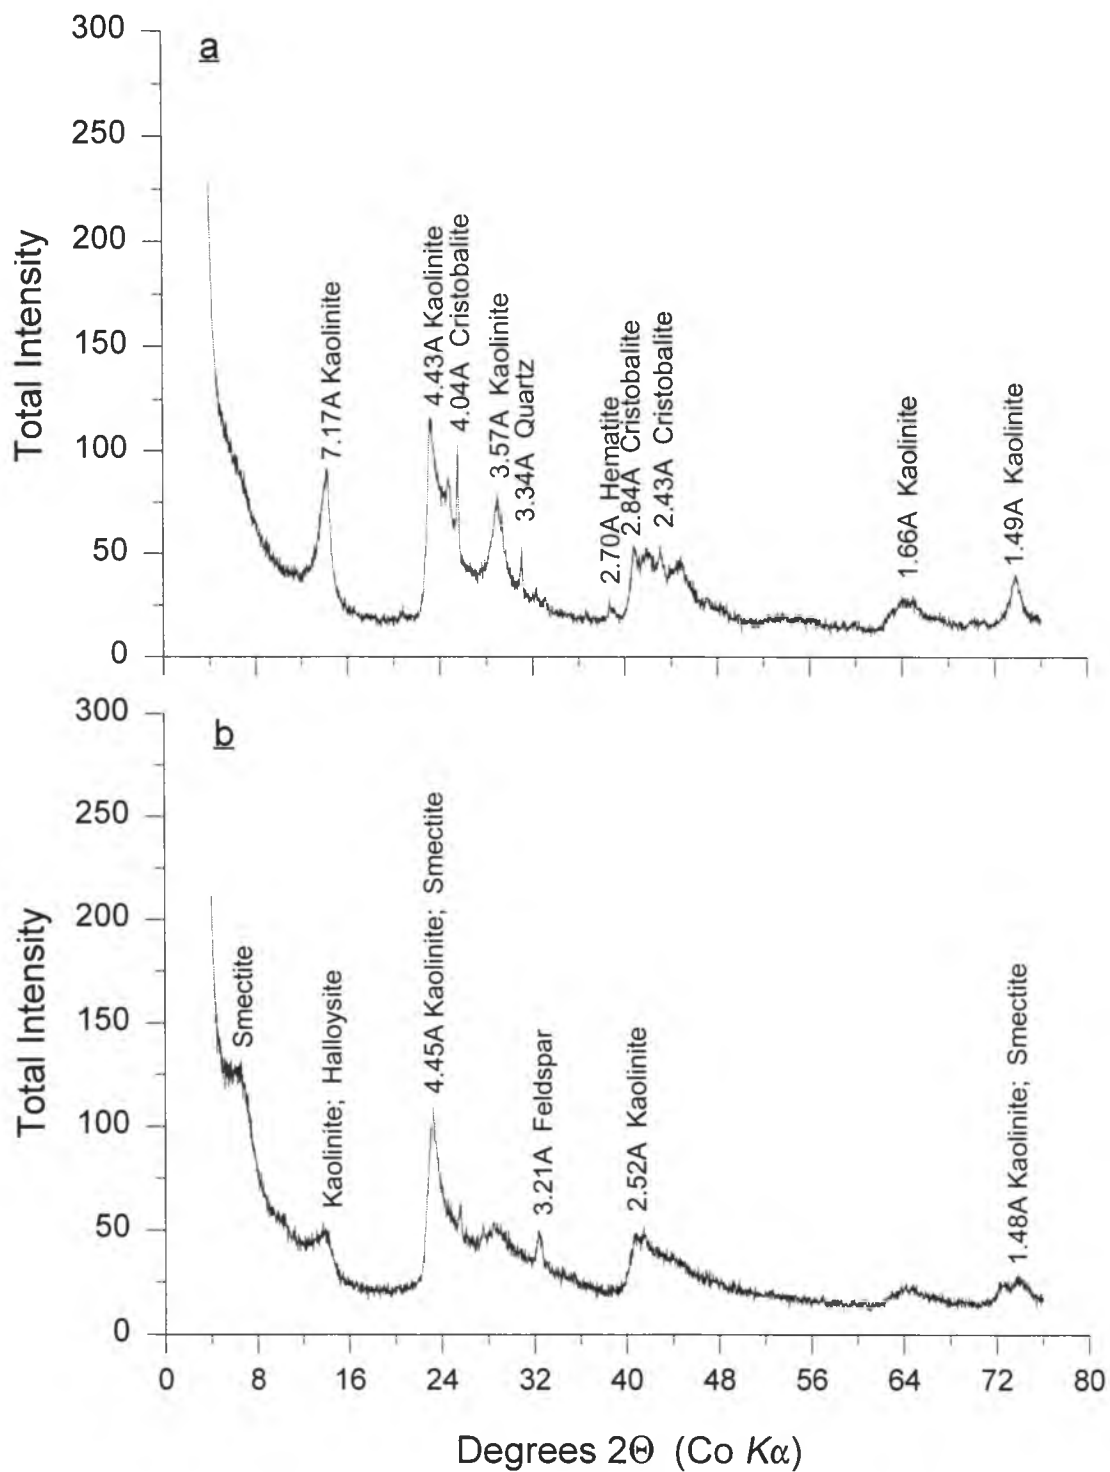 300
a
250
200
150
100
50
0
Total Intensity
7.17A Kaolinite
4.43A Kaolinite
4.04A Cristobalite
3.57A Kaolinite
3.34A Quartz
2.70A Hematite
2.84A Cristobalite
2.43A Cristobalite
1.66A Kaolinite
1.49A Kaolinite
300
b
250
200
150
100
50
0
Total Intensity
Smectite
Kaolinite; Halloysite
4.45A Kaolinite; Smectite
3.21A Feldspar
2.52A Kaolinite
1.48A Kaolinite; Smectite
0 8 16 24 32 40 48 56 64 72 80
Degrees 2Θ (Co Kα)